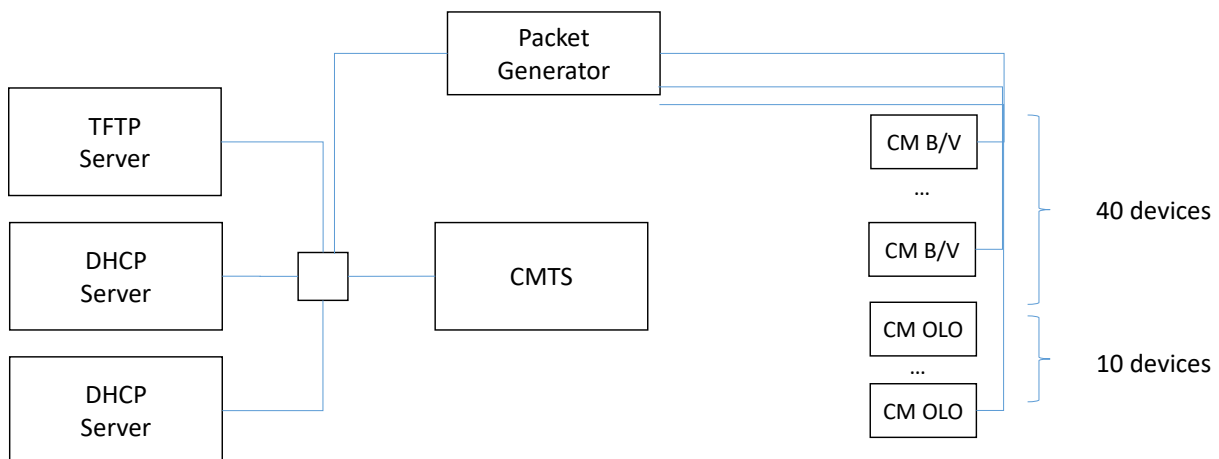 Packet
Generator
TFTP
Server
CM B/V
...
40 devices
DHCP
Server
CMTS
CM B/V
CM OLO
...
10 devices
DHCP
Server
CM OLO